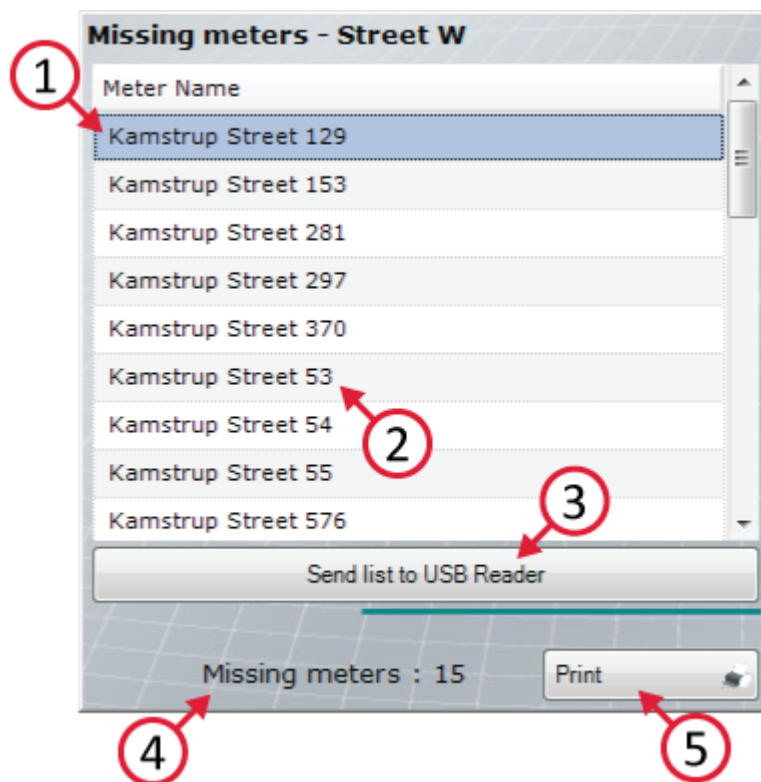 Missing meters - Street W
1
Meter Name
Kamstrup Street 129
Kamstrup Street 153
Kamstrup Street 281
Kamstrup Street 297
Kamstrup Street 370
Kamstrup Street 53
2
Kamstrup Street 54
Kamstrup Street 55
3
Kamstrup Street 576
Send list to USB Reader
Missing meters : 15
Print
4
5